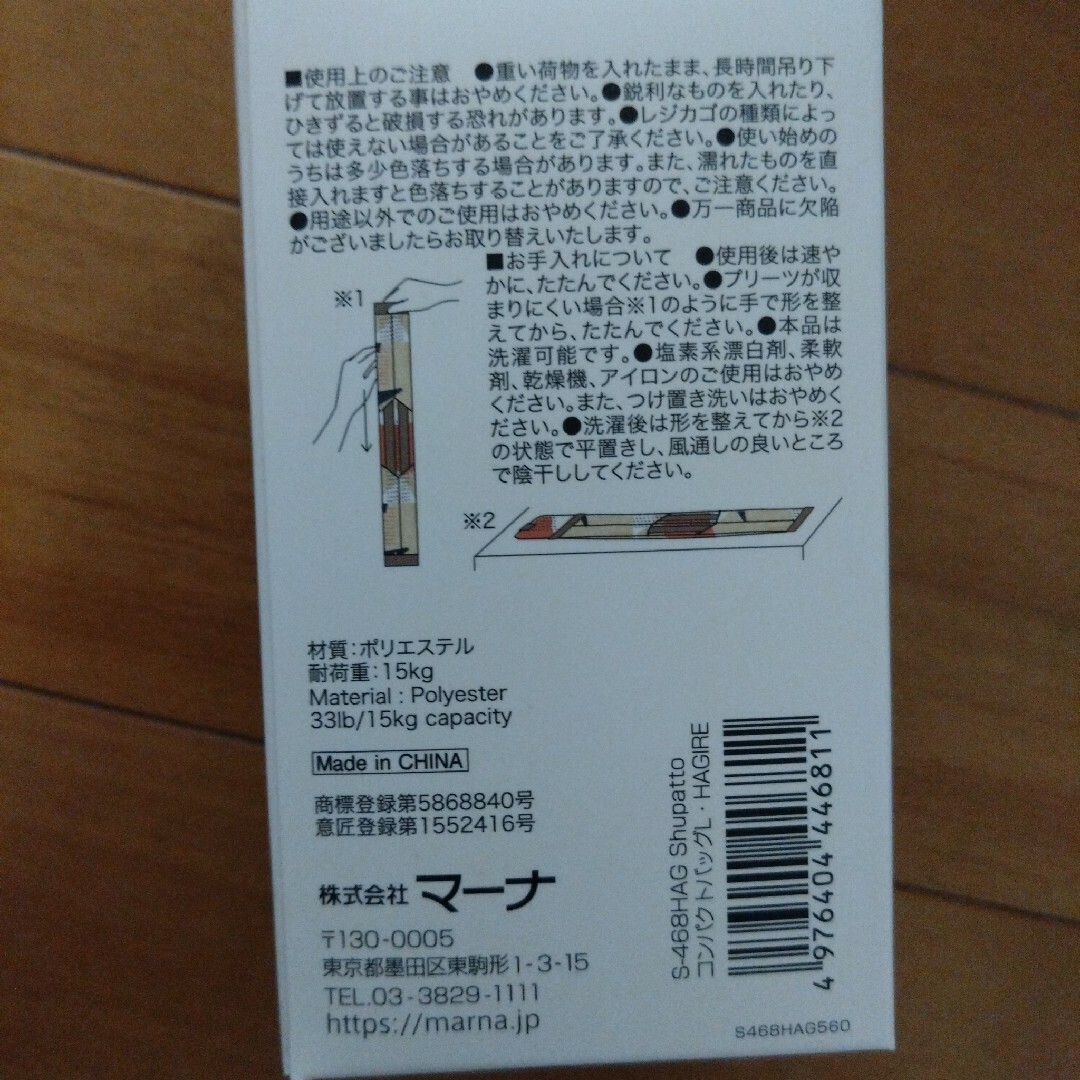 ■使用上のご注意　●重い荷物を入れたまま、長時間吊り下
げて放置する事はおやめください。●鋭利なものを入れたり、
ひきずると破損する恐れがあります。●レジカゴの種類によっ
ては使えない場合があることをご了承ください。●使い始めの
うちは多少色落ちする場合があります。また、濡れたものを直
接入れますと色落ちすることがありますので、ご注意ください。
●用途以外でのご使用はおやめください。●万一商品に欠陥
がございましたらお取り替えいたします。
■お手入れについて　●使用後は速や
かに、たたんでください。●プリーツが収
まりにくい場合※1のように手で形を整
えてから、たたんでください。●本品は
洗濯可能です。●塩素系漂白剤、柔軟
剤、乾燥機、アイロンのご使用はおやめ
ください。また、つけ置き洗いはおやめく
ださい。●洗濯後は形を整えてから※2
の状態で平置きし、風通しの良いところ
で陰干ししてください。
※1
※2
材質：ポリエステル
耐荷重：15kg
Material : Polyester
33lb/15kg capacity
Made in CHINA
商標登録第5868840号
意匠登録第1552416号
株式会社 マーナ
〒130-0005
東京都墨田区東駒形1-3-15
TEL.03-3829-1111
https://marna.jp
S-468HAG Shupatto
コンパクトバッグL・HAGIRE
4 976404 446811
S468HAG560